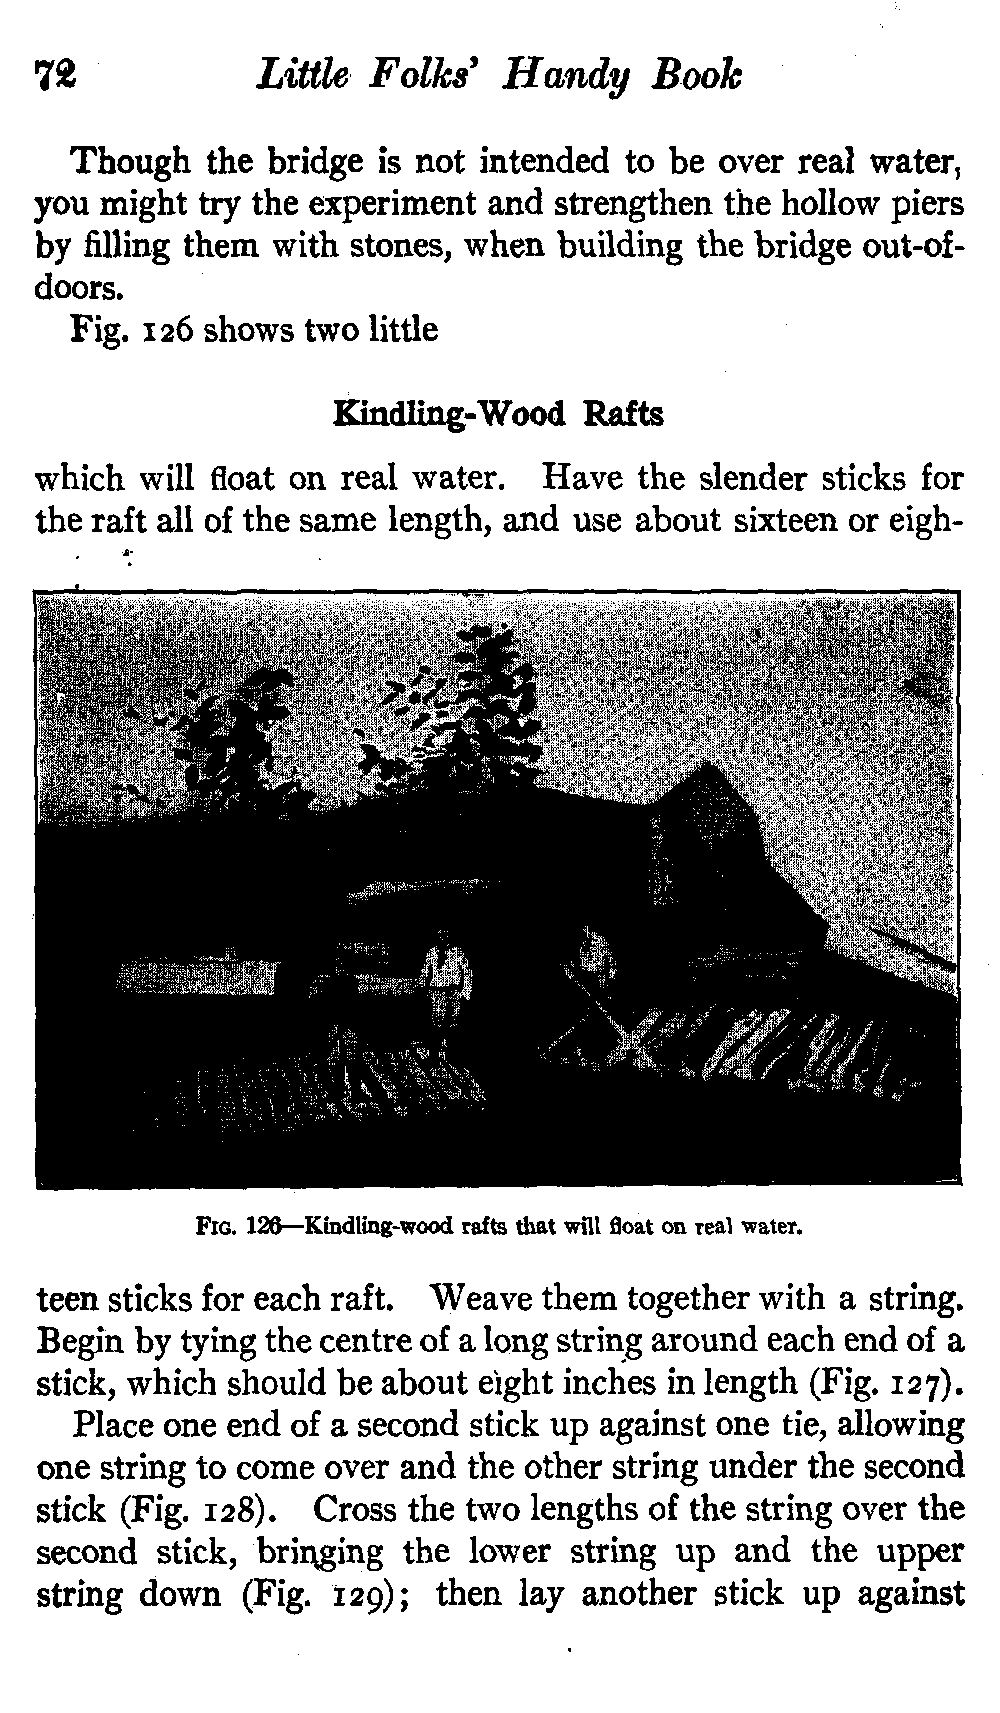 72 Little Folks' Handy Book
Though the bridge is not intended to be over real water,
you might try the experiment and strengthen the hollow piers
by filling them with stones, when building the bridge out-of-
doors.
Fig. 126 shows two little
Kindling-Wood Rafts
which will float on real water. Have the slender sticks for
the raft all of the same length, and use about sixteen or eigh-
FIG. 126—Kindling-wood rafts that will float on real water.
teen sticks for each raft. Weave them together with a string.
Begin by tying the centre of a long string around each end of a
stick, which should be about eight inches in length (Fig. 127).
Place one end of a second stick up against one tie, allowing
one string to come over and the other string under the second
stick (Fig. 128). Cross the two lengths of the string over the
second stick, bringing the lower string up and the upper
string down (Fig. 129); then lay another stick up against